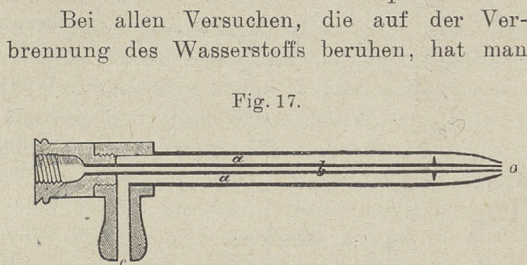 Bei allen Versuchen, die auf der Ver-
brennung des Wasserstoffs beruhen, hat man
Fig. 17.
a
b
a
o
c